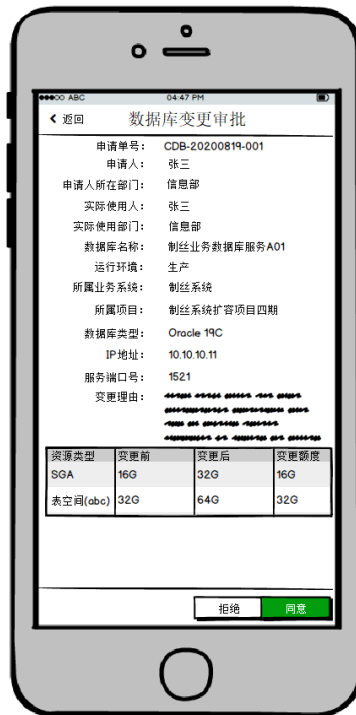 ABC 04:47 PM
< 返回 数据库变更审批
申请单号： CDB-20200819-001
申请人： 张三
申请人所在部门： 信息部
实际使用人： 张三
实际使用部门： 信息部
数据库名称： 制丝业务数据库服务A01
运行环境： 生产
所属业务系统： 制丝系统
所属项目： 制丝系统扩容项目四期
数据库类型： Oracle 19C
IP地址： 10.10.10.11
服务端口号： 1521
变更理由：
资源类型 变更前 变更后 变更额度
SGA 16G 32G 16G
表空间(abc) 32G 64G 32G
拒绝 同意